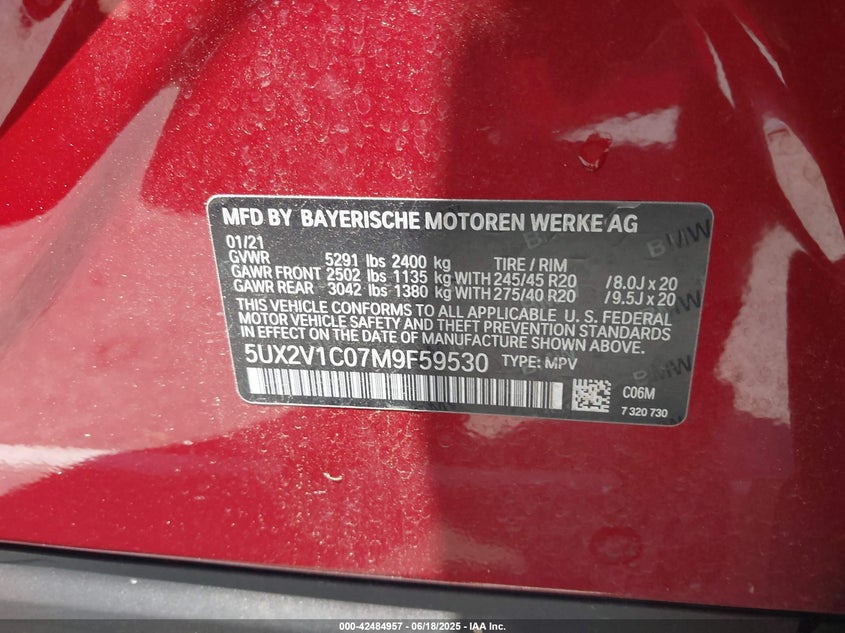 MFD BY BAYERISCHE MOTOREN WERKE AG
01/21
GVWR 5291 lbs 2400 kg TIRE / RIM
GAWR FRONT 2502 lbs 1135 kg WITH 245/45 R20 / 8.0J x 20
GAWR REAR 3042 lbs 1380 kg WITH 275/40 R20 / 9.5J x 20
THIS VEHICLE CONFORMS TO ALL APPLICABLE U. S. FEDERAL
MOTOR VEHICLE SAFETY AND THEFT PREVENTION STANDARDS
IN EFFECT ON THE DATE OF MANUFACTURE SHOWN ABOVE.
5UX2V1C07M9F59530 TYPE: MPV
C06M
7 320 730
BMW
BMW
BMW
000-42484957 - 06/18/2025 - IAA Inc.